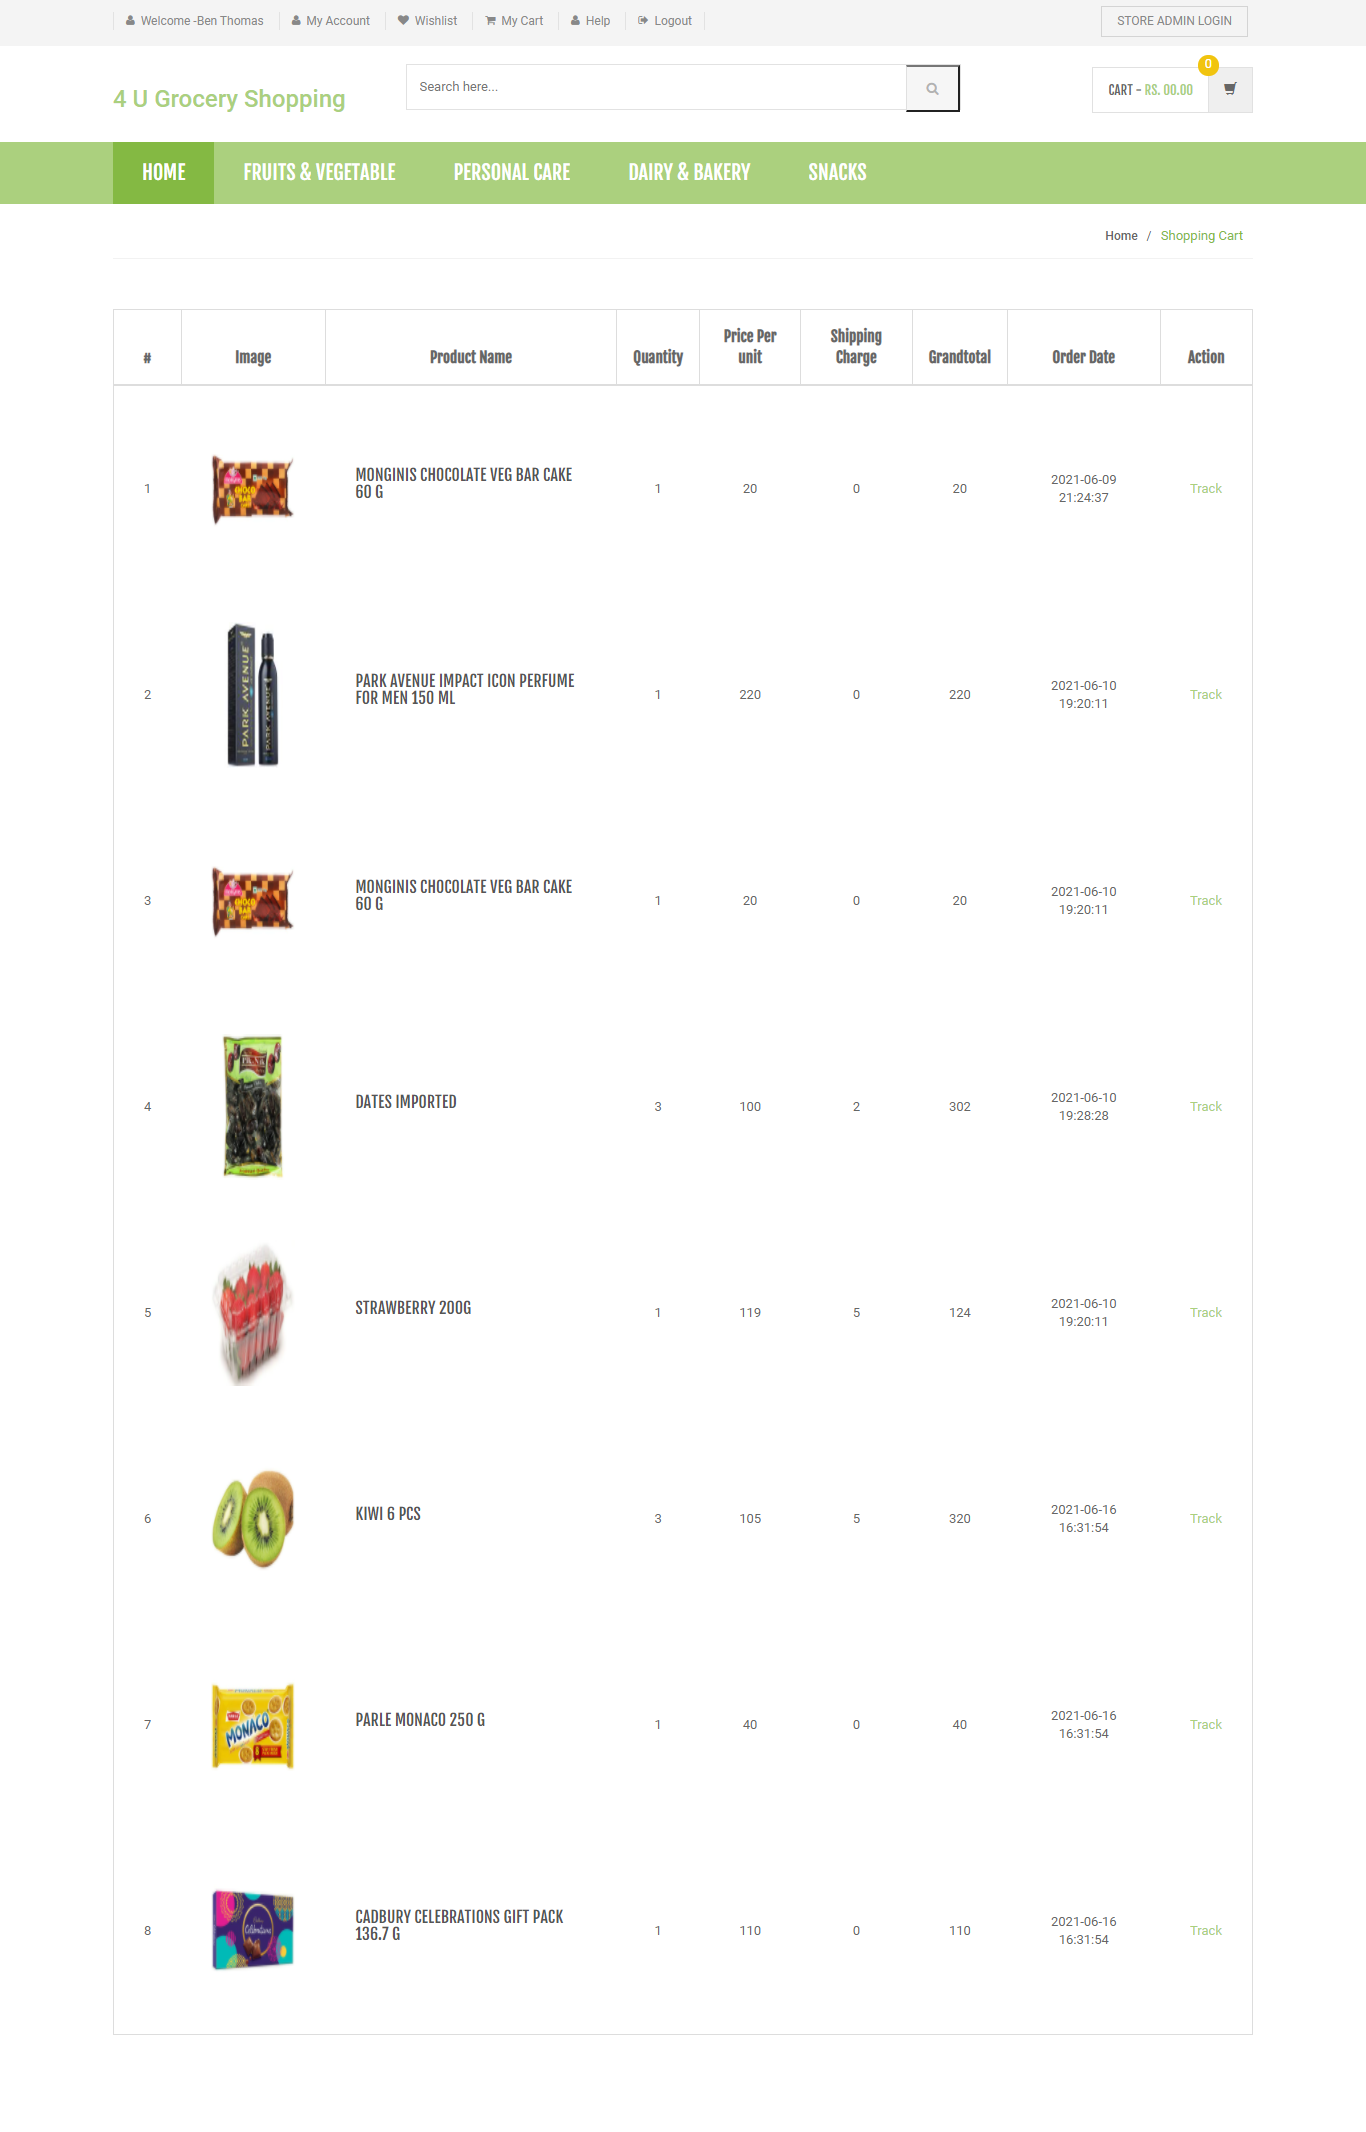 Welcome -Ben Thomas My Account Wishlist My Cart Help Logout STORE ADMIN LOGIN
4 U Grocery Shopping Search here... CART - RS. 00.00 0
HOME FRUITS & VEGETABLE PERSONAL CARE DAIRY & BAKERY SNACKS
Home / Shopping Cart
# Image Product Name Quantity Price Per unit Shipping Charge Grandtotal Order Date Action
1 CHOCO BAR MONGINIS CHOCOLATE VEG BAR CAKE 1 20 0 20 2021-06-09 Track
60 G 21:24:37
2 PARK AVENUE PARK AVENUE PARK AVENUE IMPACT ICON PERFUME 1 220 0 220 2021-06-10 Track
FOR MEN 150 ML 19:20:11
3 CHOCO BAR MONGINIS CHOCOLATE VEG BAR CAKE 1 20 0 20 2021-06-10 Track
60 G 19:20:11
4 DATES IMPORTED 3 100 2 302 2021-06-10 Track
19:28:28
5 STRAWBERRY 200G 1 119 5 124 2021-06-10 Track
19:20:11
6 KIWI 6 PCS 3 105 5 320 2021-06-16 Track
16:31:54
7 MONACO PARLE MONACO 250 G 1 40 0 40 2021-06-16 Track
16:31:54
8 Celebrations CADBURY CELEBRATIONS GIFT PACK 1 110 0 110 2021-06-16 Track
136.7 G 16:31:54